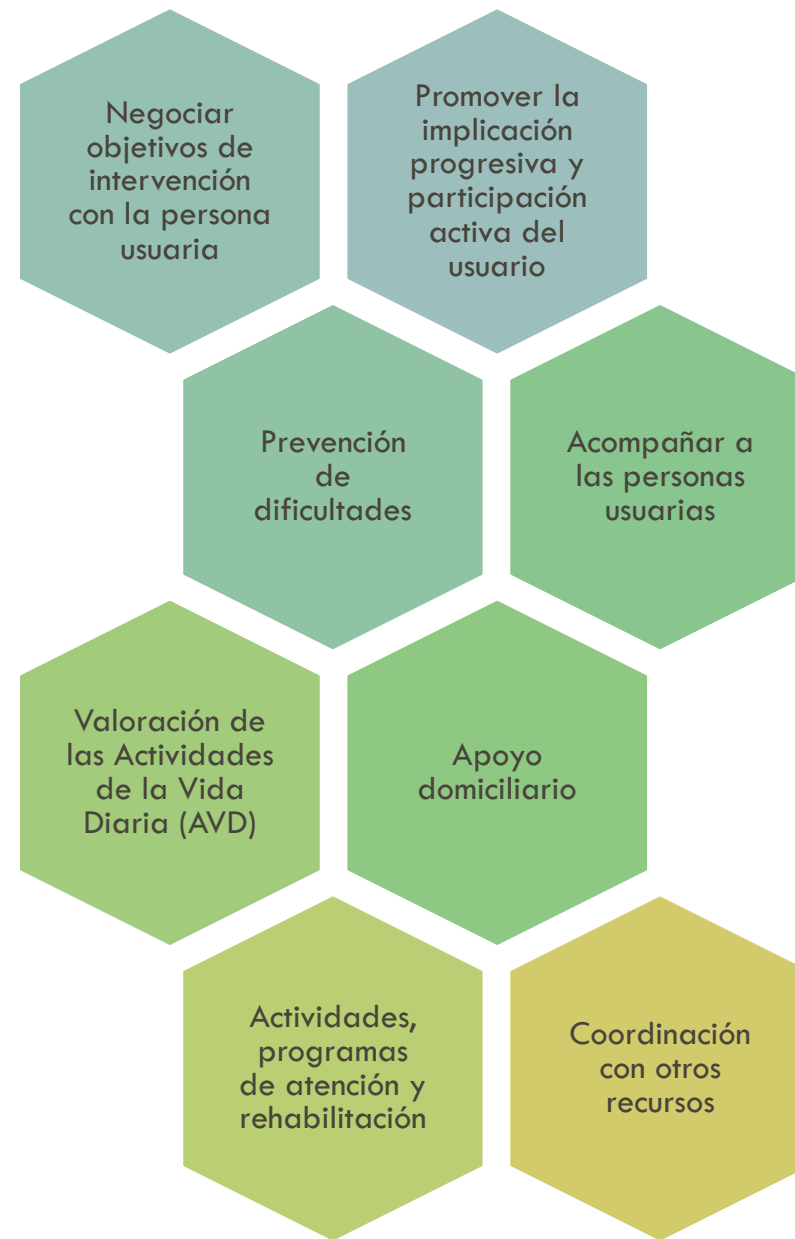 Negociar
objetivos de
intervención
con la persona
usuaria
Promover la
implicación
progresiva y
participación
activa del
usuario
Prevención
de
dificultades
Acompañar a
las personas
usuarias
Valoración de
las Actividades
de la Vida
Diaria (AVD)
Apoyo
domiciliario
Actividades,
programas
de atención y
rehabilitación
Coordinación
con otros
recursos